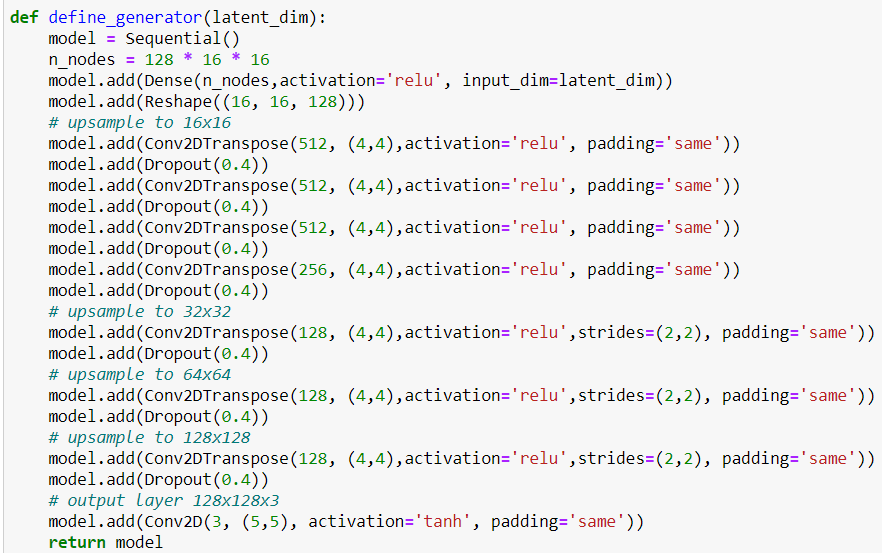 def define_generator(latent_dim):
    model = Sequential()
    n_nodes = 128 * 16 * 16
    model.add(Dense(n_nodes,activation='relu', input_dim=latent_dim))
    model.add(Reshape((16, 16, 128)))
    # upsample to 16x16
    model.add(Conv2DTranspose(512, (4,4),activation='relu', padding='same'))
    model.add(Dropout(0.4))
    model.add(Conv2DTranspose(512, (4,4),activation='relu', padding='same'))
    model.add(Dropout(0.4))
    model.add(Conv2DTranspose(512, (4,4),activation='relu', padding='same'))
    model.add(Dropout(0.4))
    model.add(Conv2DTranspose(256, (4,4),activation='relu', padding='same'))
    model.add(Dropout(0.4))
    # upsample to 32x32
    model.add(Conv2DTranspose(128, (4,4),activation='relu',strides=(2,2), padding='same'))
    model.add(Dropout(0.4))
    # upsample to 64x64
    model.add(Conv2DTranspose(128, (4,4),activation='relu',strides=(2,2), padding='same'))
    model.add(Dropout(0.4))
    # upsample to 128x128
    model.add(Conv2DTranspose(128, (4,4),activation='relu',strides=(2,2), padding='same'))
    model.add(Dropout(0.4))
    # output layer 128x128x3
    model.add(Conv2D(3, (5,5), activation='tanh', padding='same'))
    return model